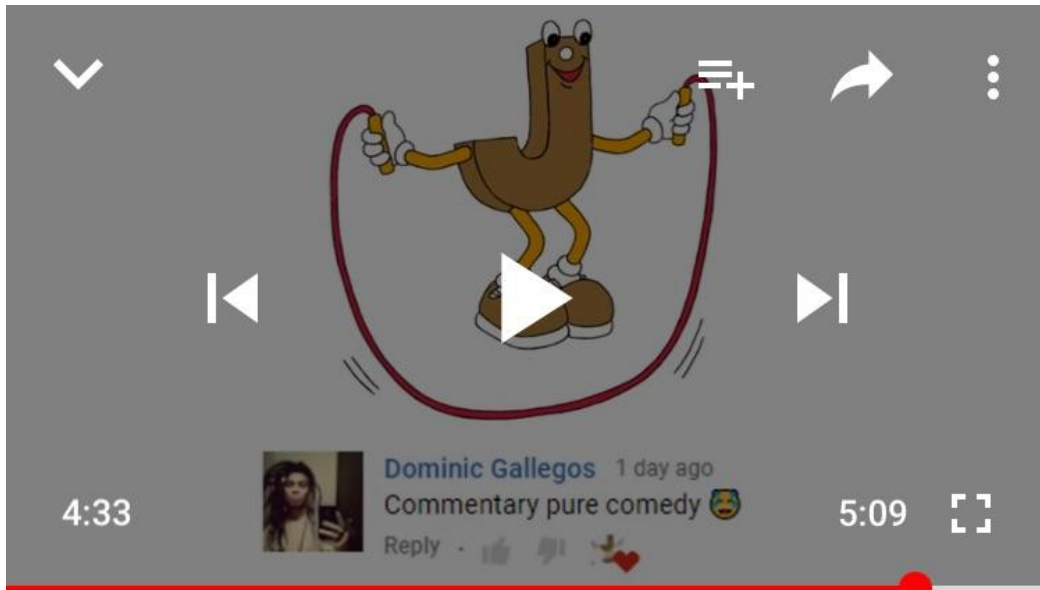 Dominic Gallegos 1 day ago
Commentary pure comedy 😂
Reply
4:33
5:09